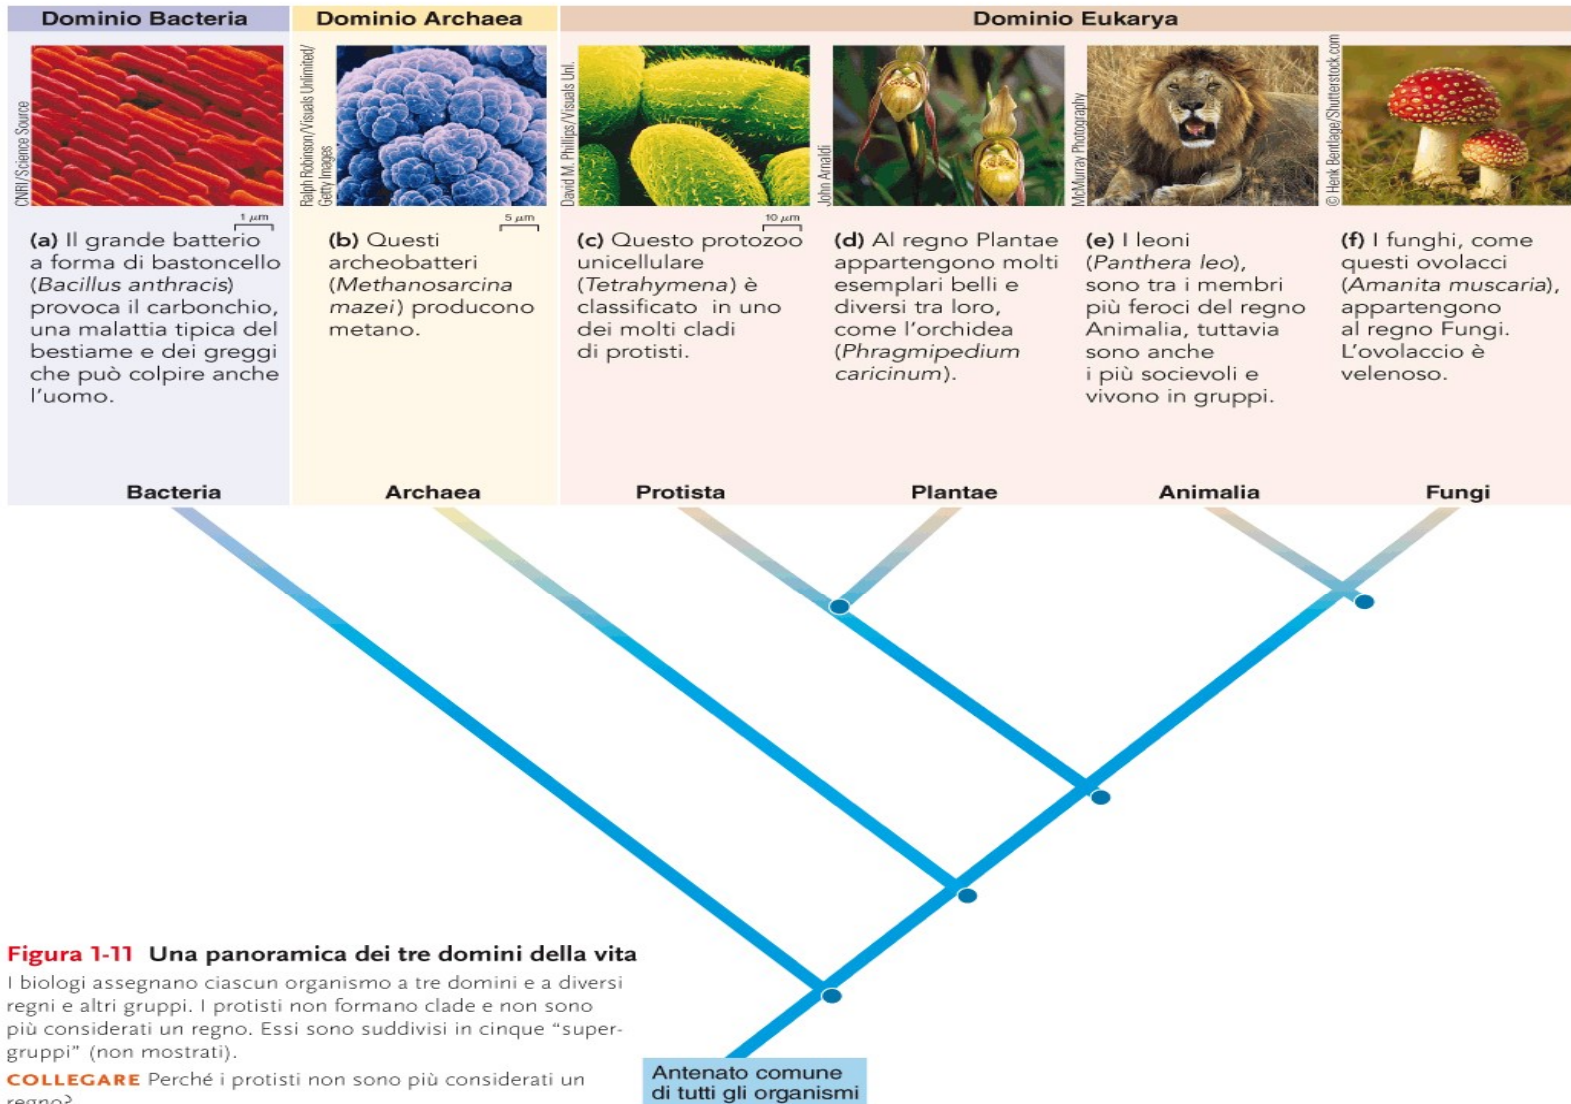 Dominio Bacteria
Dominio Archaea
Dominio Eukarya
CNRI/Science Source
Ralph Robinson/Visuals Unlimited/
Getty Images
David M. Phillips/Visuals Unl.
John Arnaldi
McMurray Photography
© Henk Bentlage/Shutterstock.com
1 µm
5 µm
10 µm
(a) Il grande batterio
a forma di bastoncello
(Bacillus anthracis)
provoca il carbonchio,
una malattia tipica del
bestiame e dei greggi
che può colpire anche
l'uomo.
(b) Questi
archeobatteri
(Methanosarcina
mazei) producono
metano.
(c) Questo protozoo
unicellulare
(Tetrahymena) è
classificato in uno
dei molti cladi
di protisti.
(d) Al regno Plantae
appartengono molti
esemplari belli e
diversi tra loro,
come l'orchidea
(Phragmipedium
caricinum).
(e) I leoni
(Panthera leo),
sono tra i membri
più feroci del regno
Animalia, tuttavia
sono anche
i più socievoli e
vivono in gruppi.
(f) I funghi, come
questi ovolacci
(Amanita muscaria),
appartengono
al regno Fungi.
L'ovolaccio è
velenoso.
Bacteria
Archaea
Protista
Plantae
Animalia
Fungi
Figura 1-11 Una panoramica dei tre domini della vita
I biologi assegnano ciascun organismo a tre domini e a diversi
regni e altri gruppi. I protisti non formano clade e non sono
più considerati un regno. Essi sono suddivisi in cinque “super-
gruppi” (non mostrati).
COLLEGARE Perché i protisti non sono più considerati un
regno?
Antenato comune
di tutti gli organismi